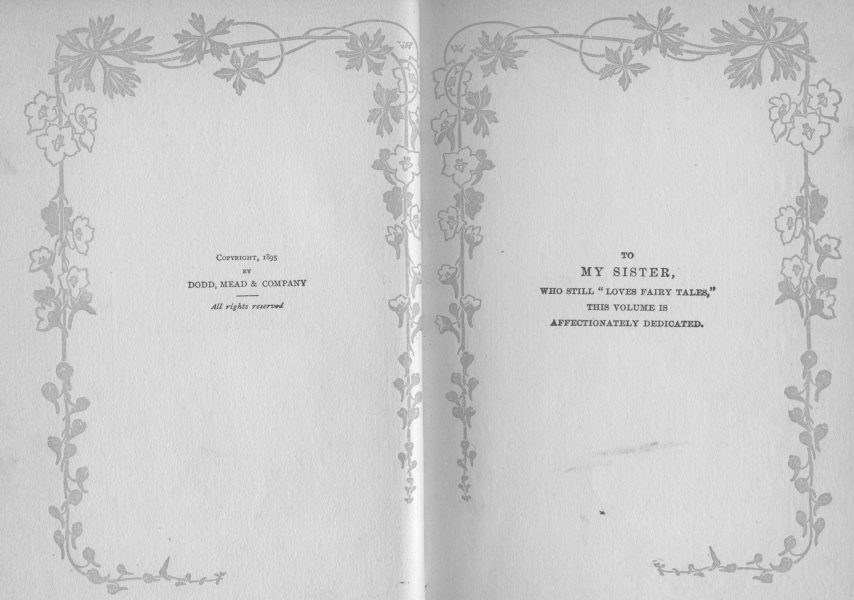 COPYRIGHT, 1895
BY
DODD, MEAD & COMPANY
All rights reserved
TO
MY SISTER,
WHO STILL "LOVES FAIRY TALES,"
THIS VOLUME IS
AFFECTIONATELY DEDICATED.